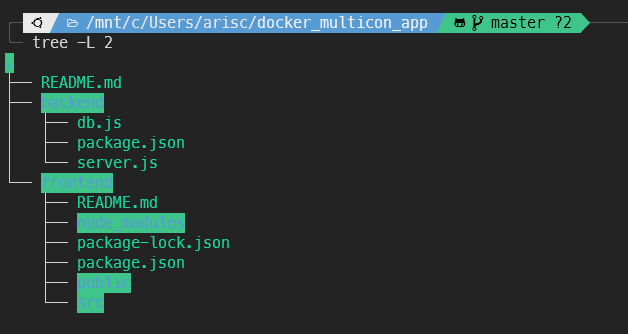 /mnt/c/Users/arisc/docker_multicon_app master ?2
tree -L 2
.
├── README.md
├── backend
│   ├── db.js
│   ├── package.json
│   └── server.js
└── frontend
    ├── README.md
    ├── node_modules
    ├── package-lock.json
    ├── package.json
    ├── public
    └── src